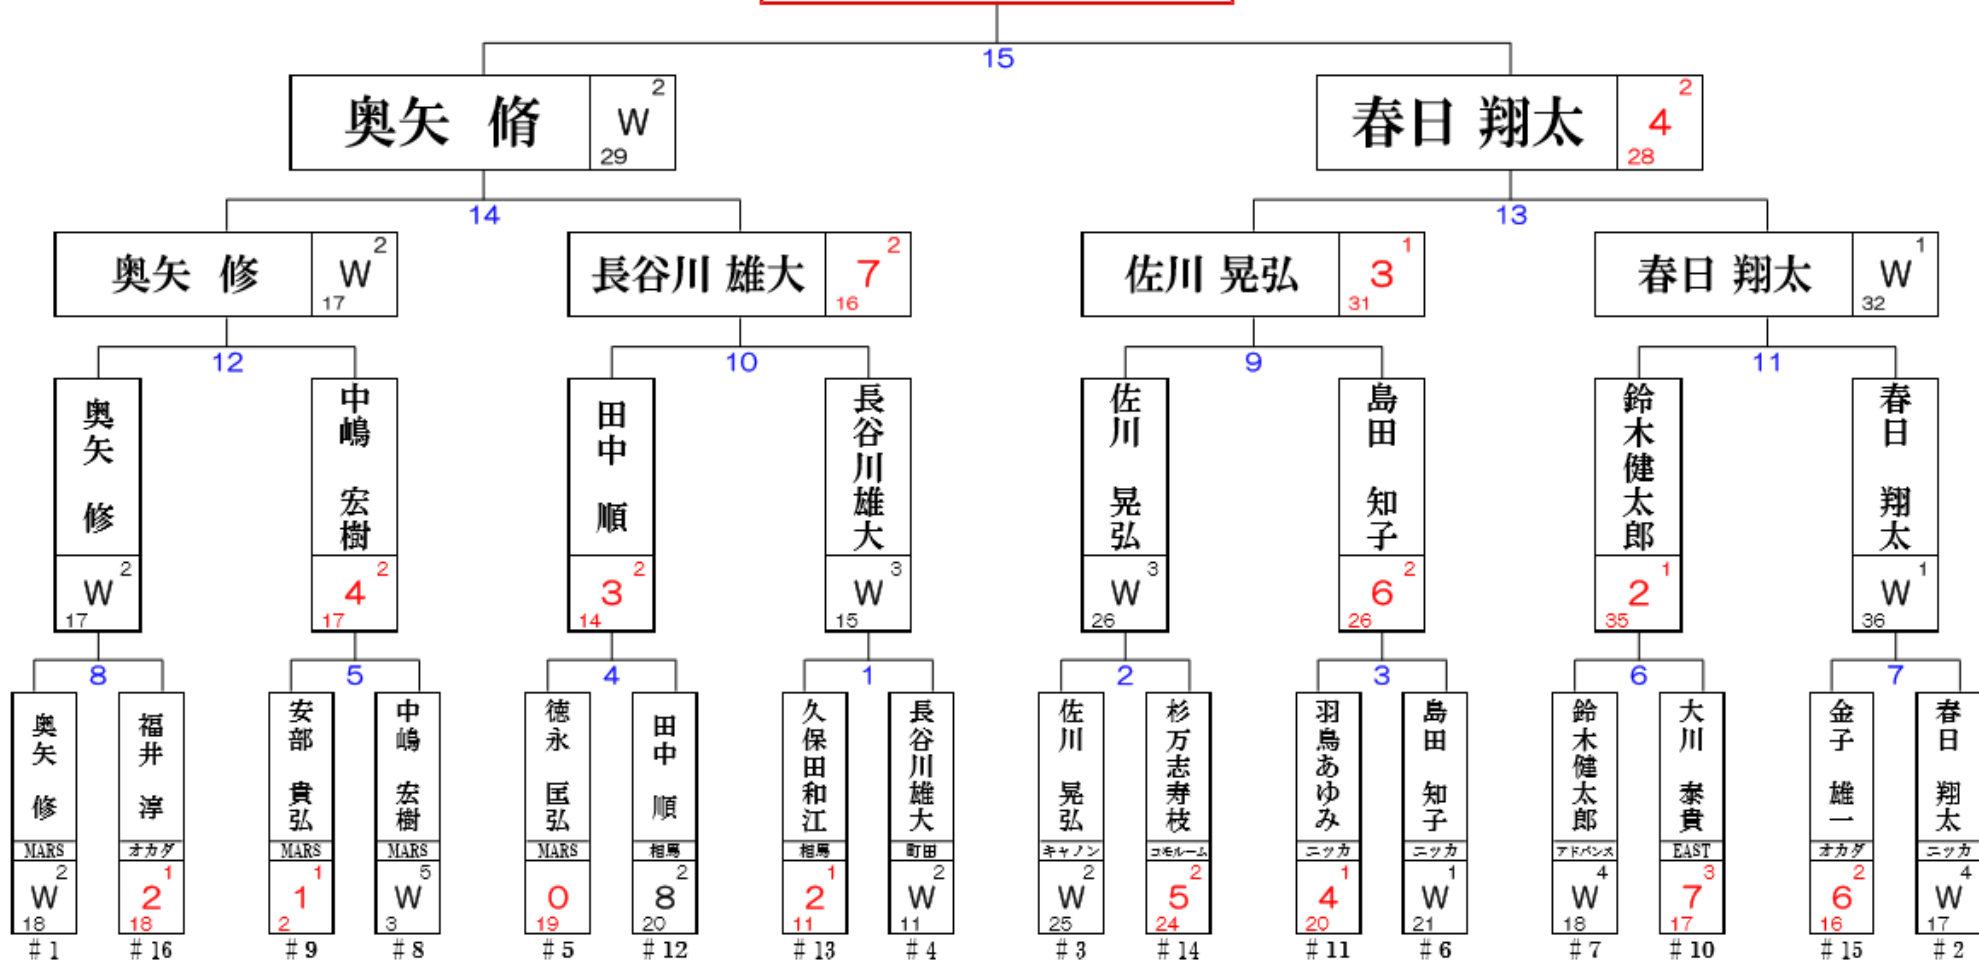 15
奥矢 脩 W 2 29
春日 翔太 4 2 28
14
13
奥矢 修 W 2 17
長谷川 雄大 7 2 16
佐川 晃弘 3 1 31
春日 翔太 W 1 32
12
10
9
11
奥矢 修 W 2 17
中嶋 宏樹 4 2 17
田中 順 3 2 14
長谷川雄大 W 3 15
佐川 晃弘 W 3 26
島田 知子 6 2 26
鈴木健太郎 2 1 35
春日 翔太 W 1 36
8
5
4
1
2
3
6
7
奥矢 修 MARS W 2 18 #1
福井 淳 オカダ 2 1 18 #16
安部 貴弘 MARS 1 1 2 #9
中嶋 宏樹 MARS W 5 3 #8
徳永 匡弘 MARS 0 19 #5
田中 順 相馬 8 2 20 #12
久保田和江 相馬 2 1 11 #13
長谷川雄大 町田 W 2 11 #4
佐川 晃弘 キャノン W 2 25 #3
杉万志寿枝 コモルーム 5 2 24 #14
羽鳥あゆみ ニッカ 4 1 20 #11
島田 知子 ニッカ W 1 21 #6
鈴木健太郎 アドバンス W 4 18 #7
大川 泰貴 EAST 7 3 17 #10
金子 雄一 オカダ 6 2 16 #15
春日 翔太 ニッカ W 4 17 #2